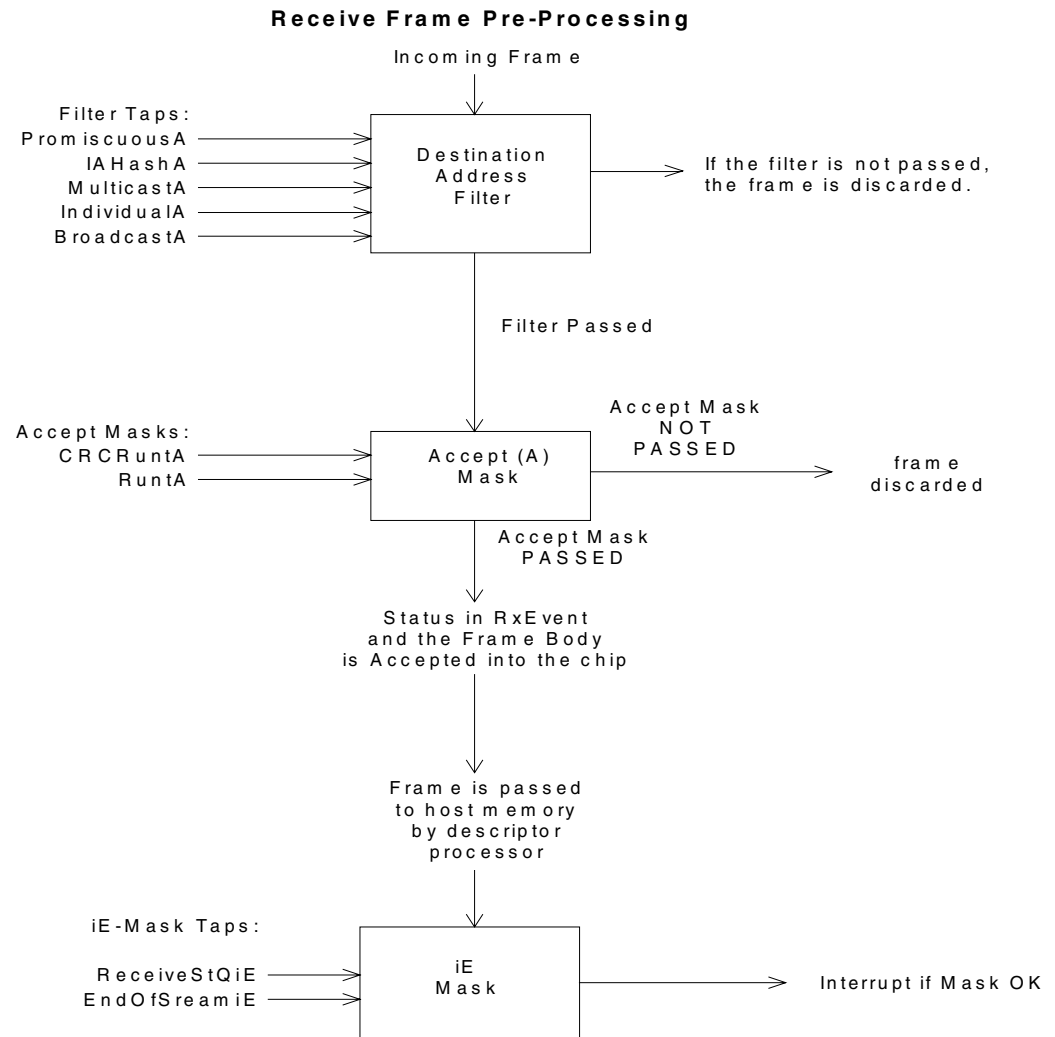 Receive Frame Pre-Processing
Incoming Frame
Filter Taps:
PromiscuousA
IAHashA
MulticastA
IndividualA
BroadcastA
Destination
Address
Filter
If the filter is not passed,
the frame is discarded.
Filter Passed
Accept Masks:
CRCRuntA
RuntA
Accept (A)
Mask
Accept Mask
NOT
PASSED
frame
discarded
Accept Mask
PASSED
Status in RxEvent
and the Frame Body
is Accepted into the chip
Frame is passed
to host memory
by descriptor
processor
iE-Mask Taps:
ReceiveStQiE
EndOfSreamiE
iE
Mask
Interrupt if Mask OK